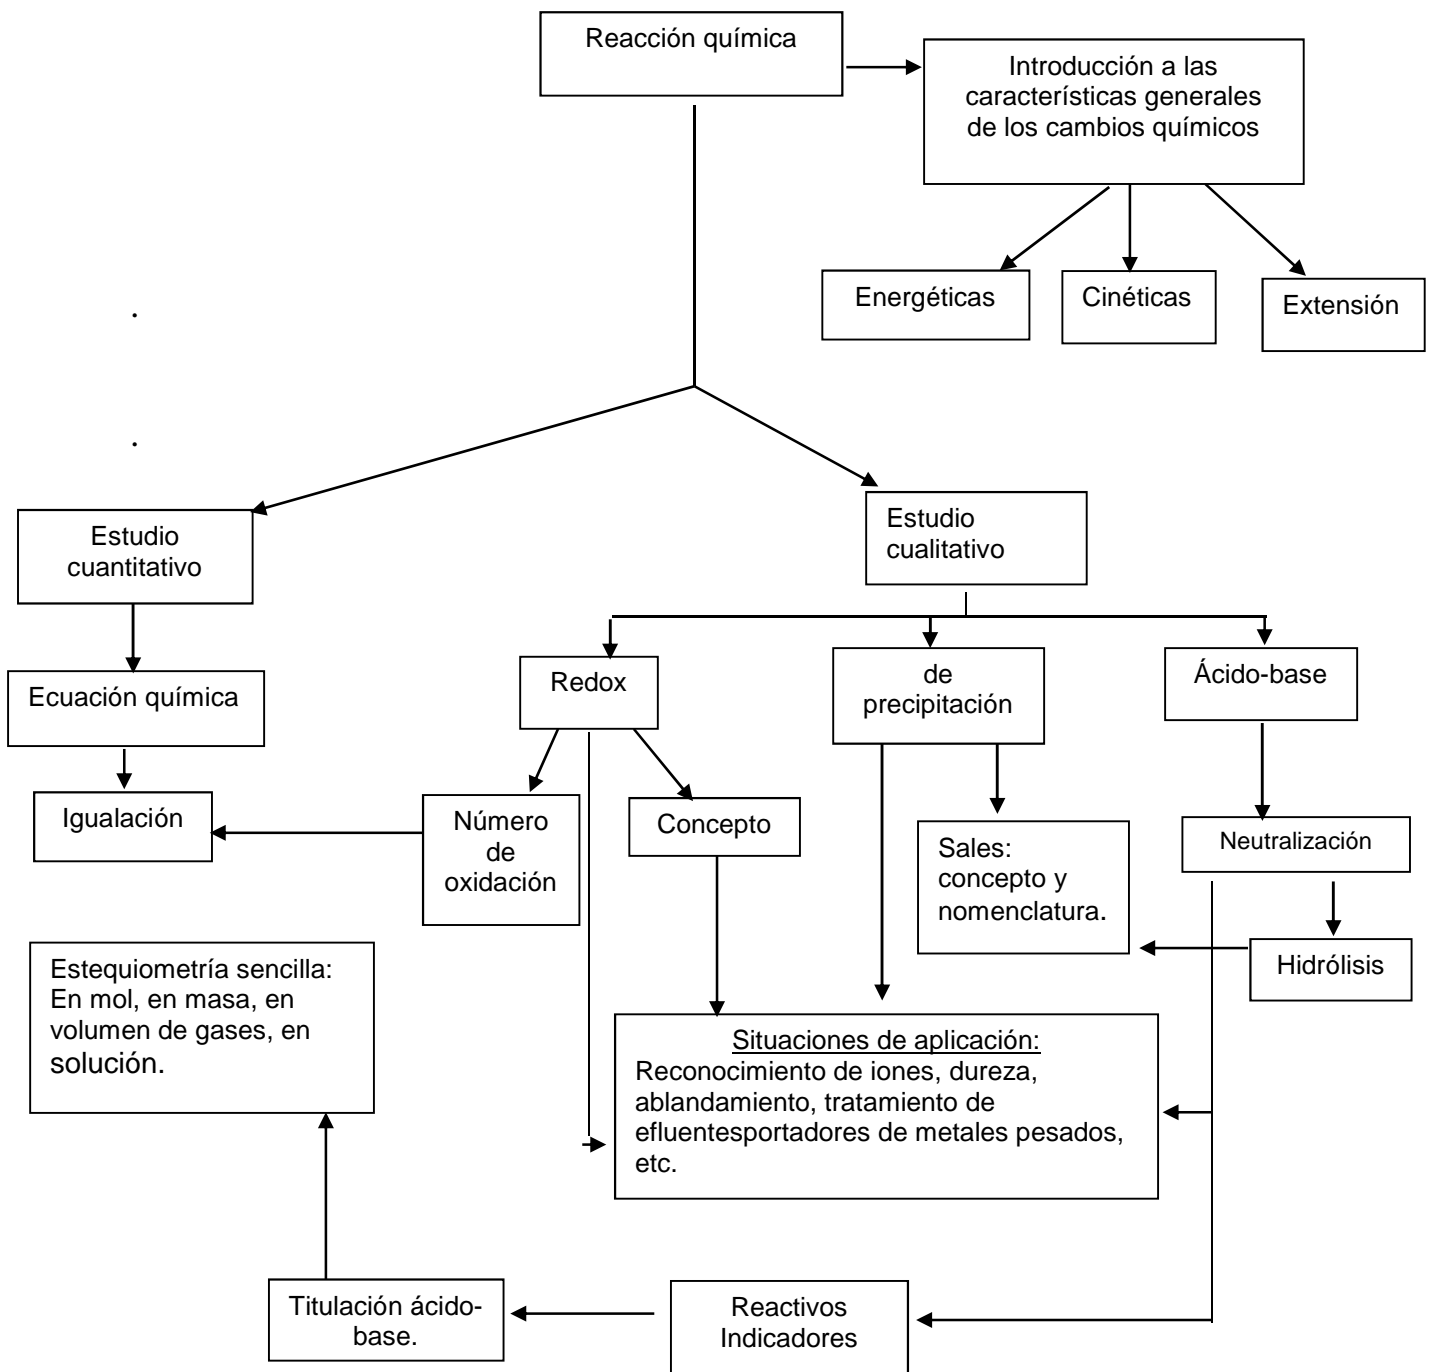 Reacción química
Introducción a las
características generales
de los cambios químicos
Energéticas
Cinéticas
Extensión
.
.
Estudio
cuantitativo
Estudio
cualitativo
Ecuación química
Redox
de
precipitación
Ácido-base
Igualación
Número
de
oxidación
Concepto
Sales:
concepto y
nomenclatura.
Neutralización
Hidrólisis
Estequiometría sencilla:
En mol, en masa, en
volumen de gases, en
solución.
Situaciones de aplicación:
Reconocimiento de iones, dureza,
ablandamiento, tratamiento de
efluentesportadores de metales pesados,
etc.
Titulación ácido-
base.
Reactivos
Indicadores